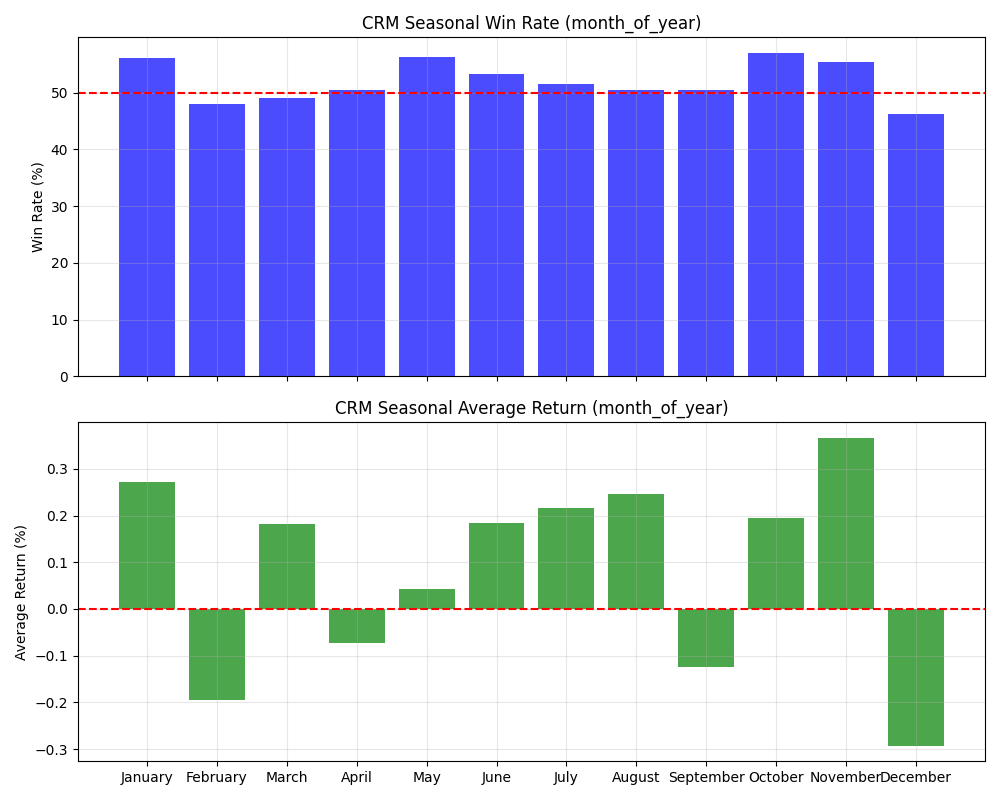 CRM Seasonal Win Rate (month_of_year)
50
40
30
20
10
0
Win Rate (%)
CRM Seasonal Average Return (month_of_year)
0.3
0.2
0.1
0.0
−0.1
−0.2
−0.3
Average Return (%)
January February March April May June July August September October November December